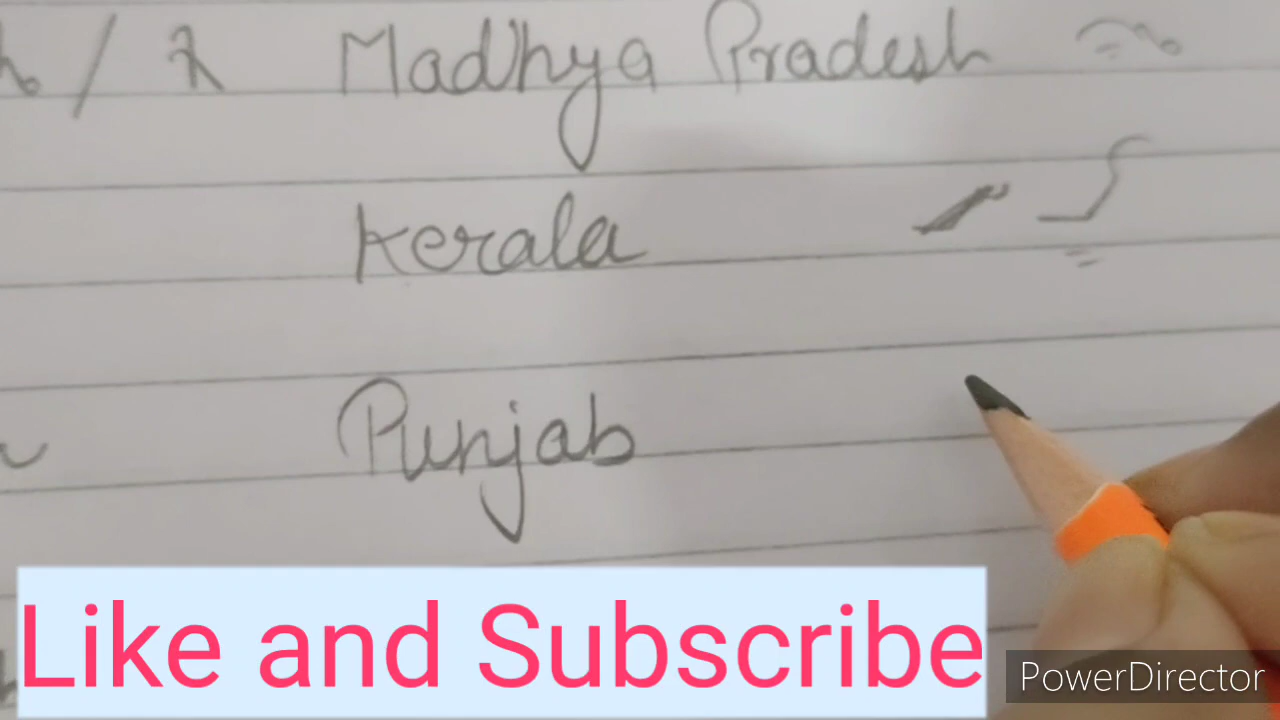 Madhya Pradesh
Kerala
Punjab
Like and Subscribe
PowerDirector